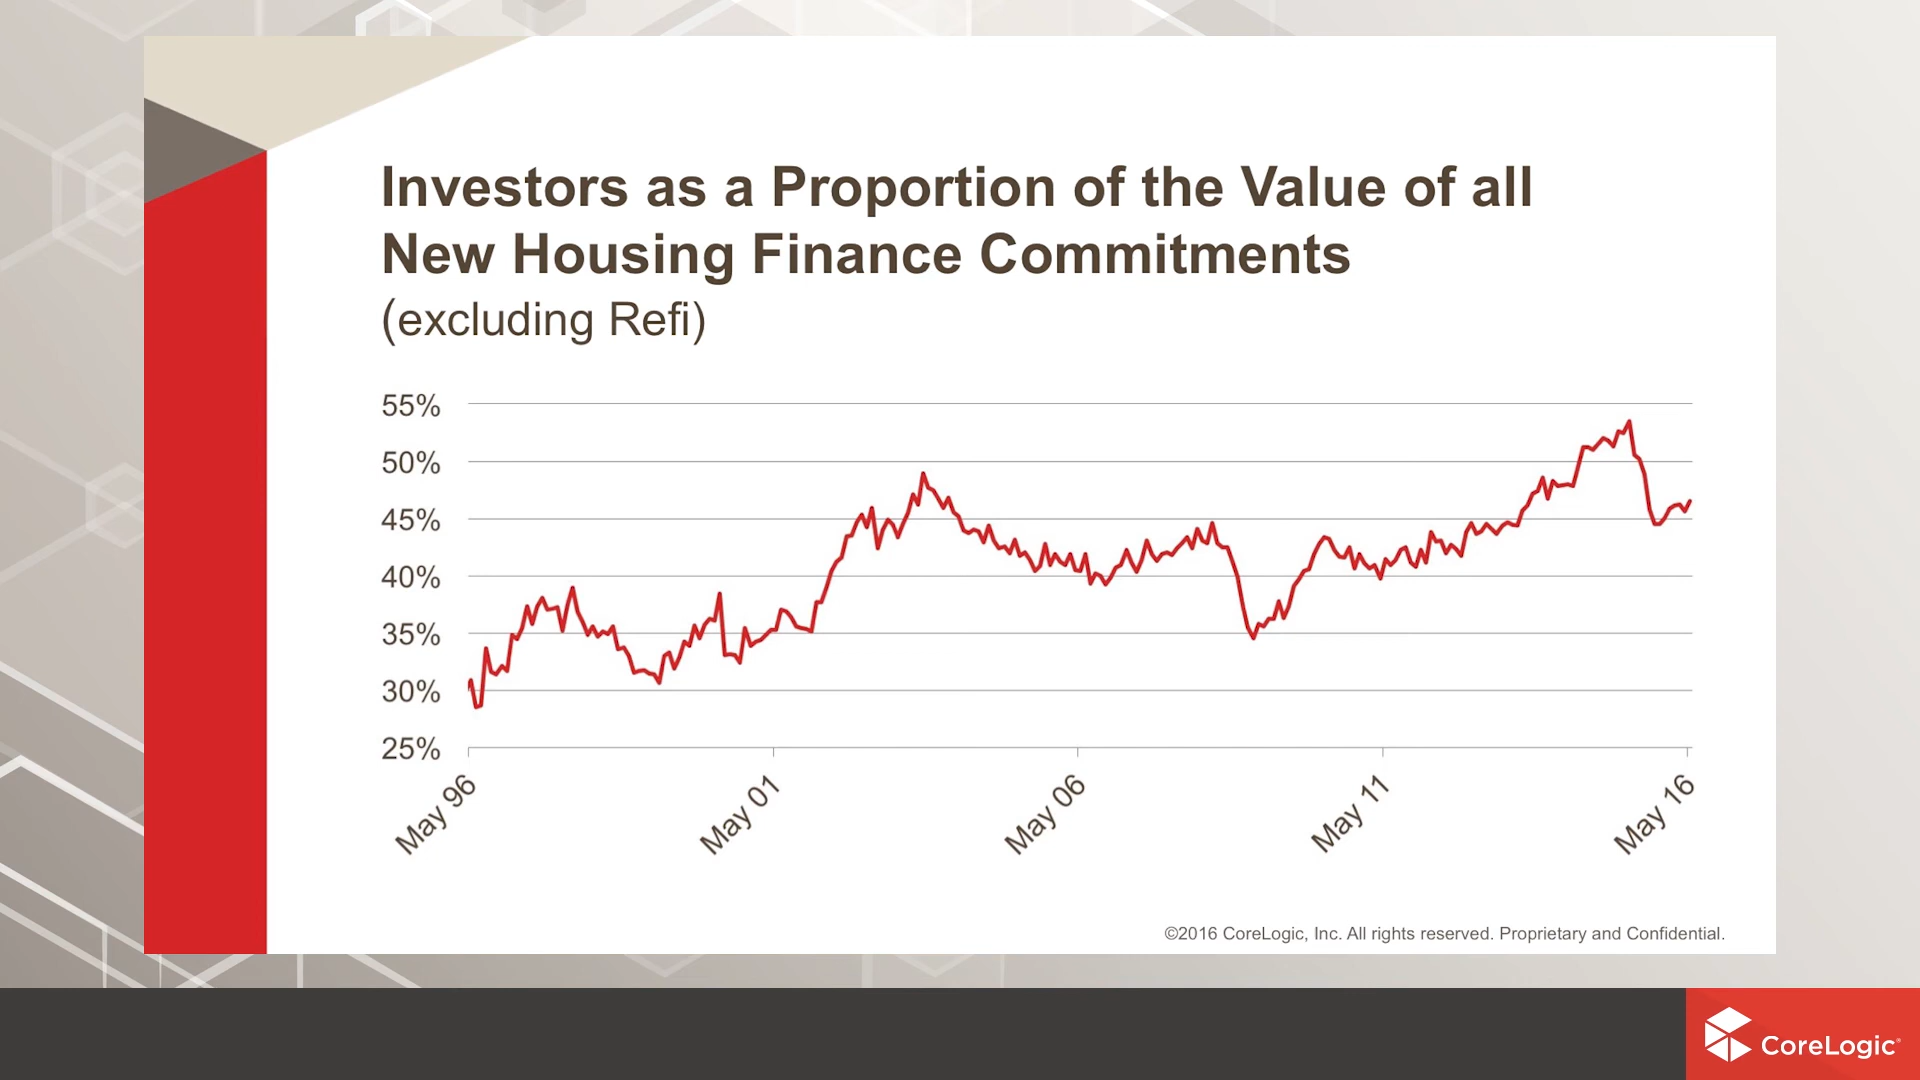 Investors as a Proportion of the Value of all
New Housing Finance Commitments
(excluding Refi)
55%
50%
45%
40%
35%
30%
25%
May 96
May 01
May 06
May 11
May 16
©2016 CoreLogic, Inc. All rights reserved. Proprietary and Confidential.
CoreLogic